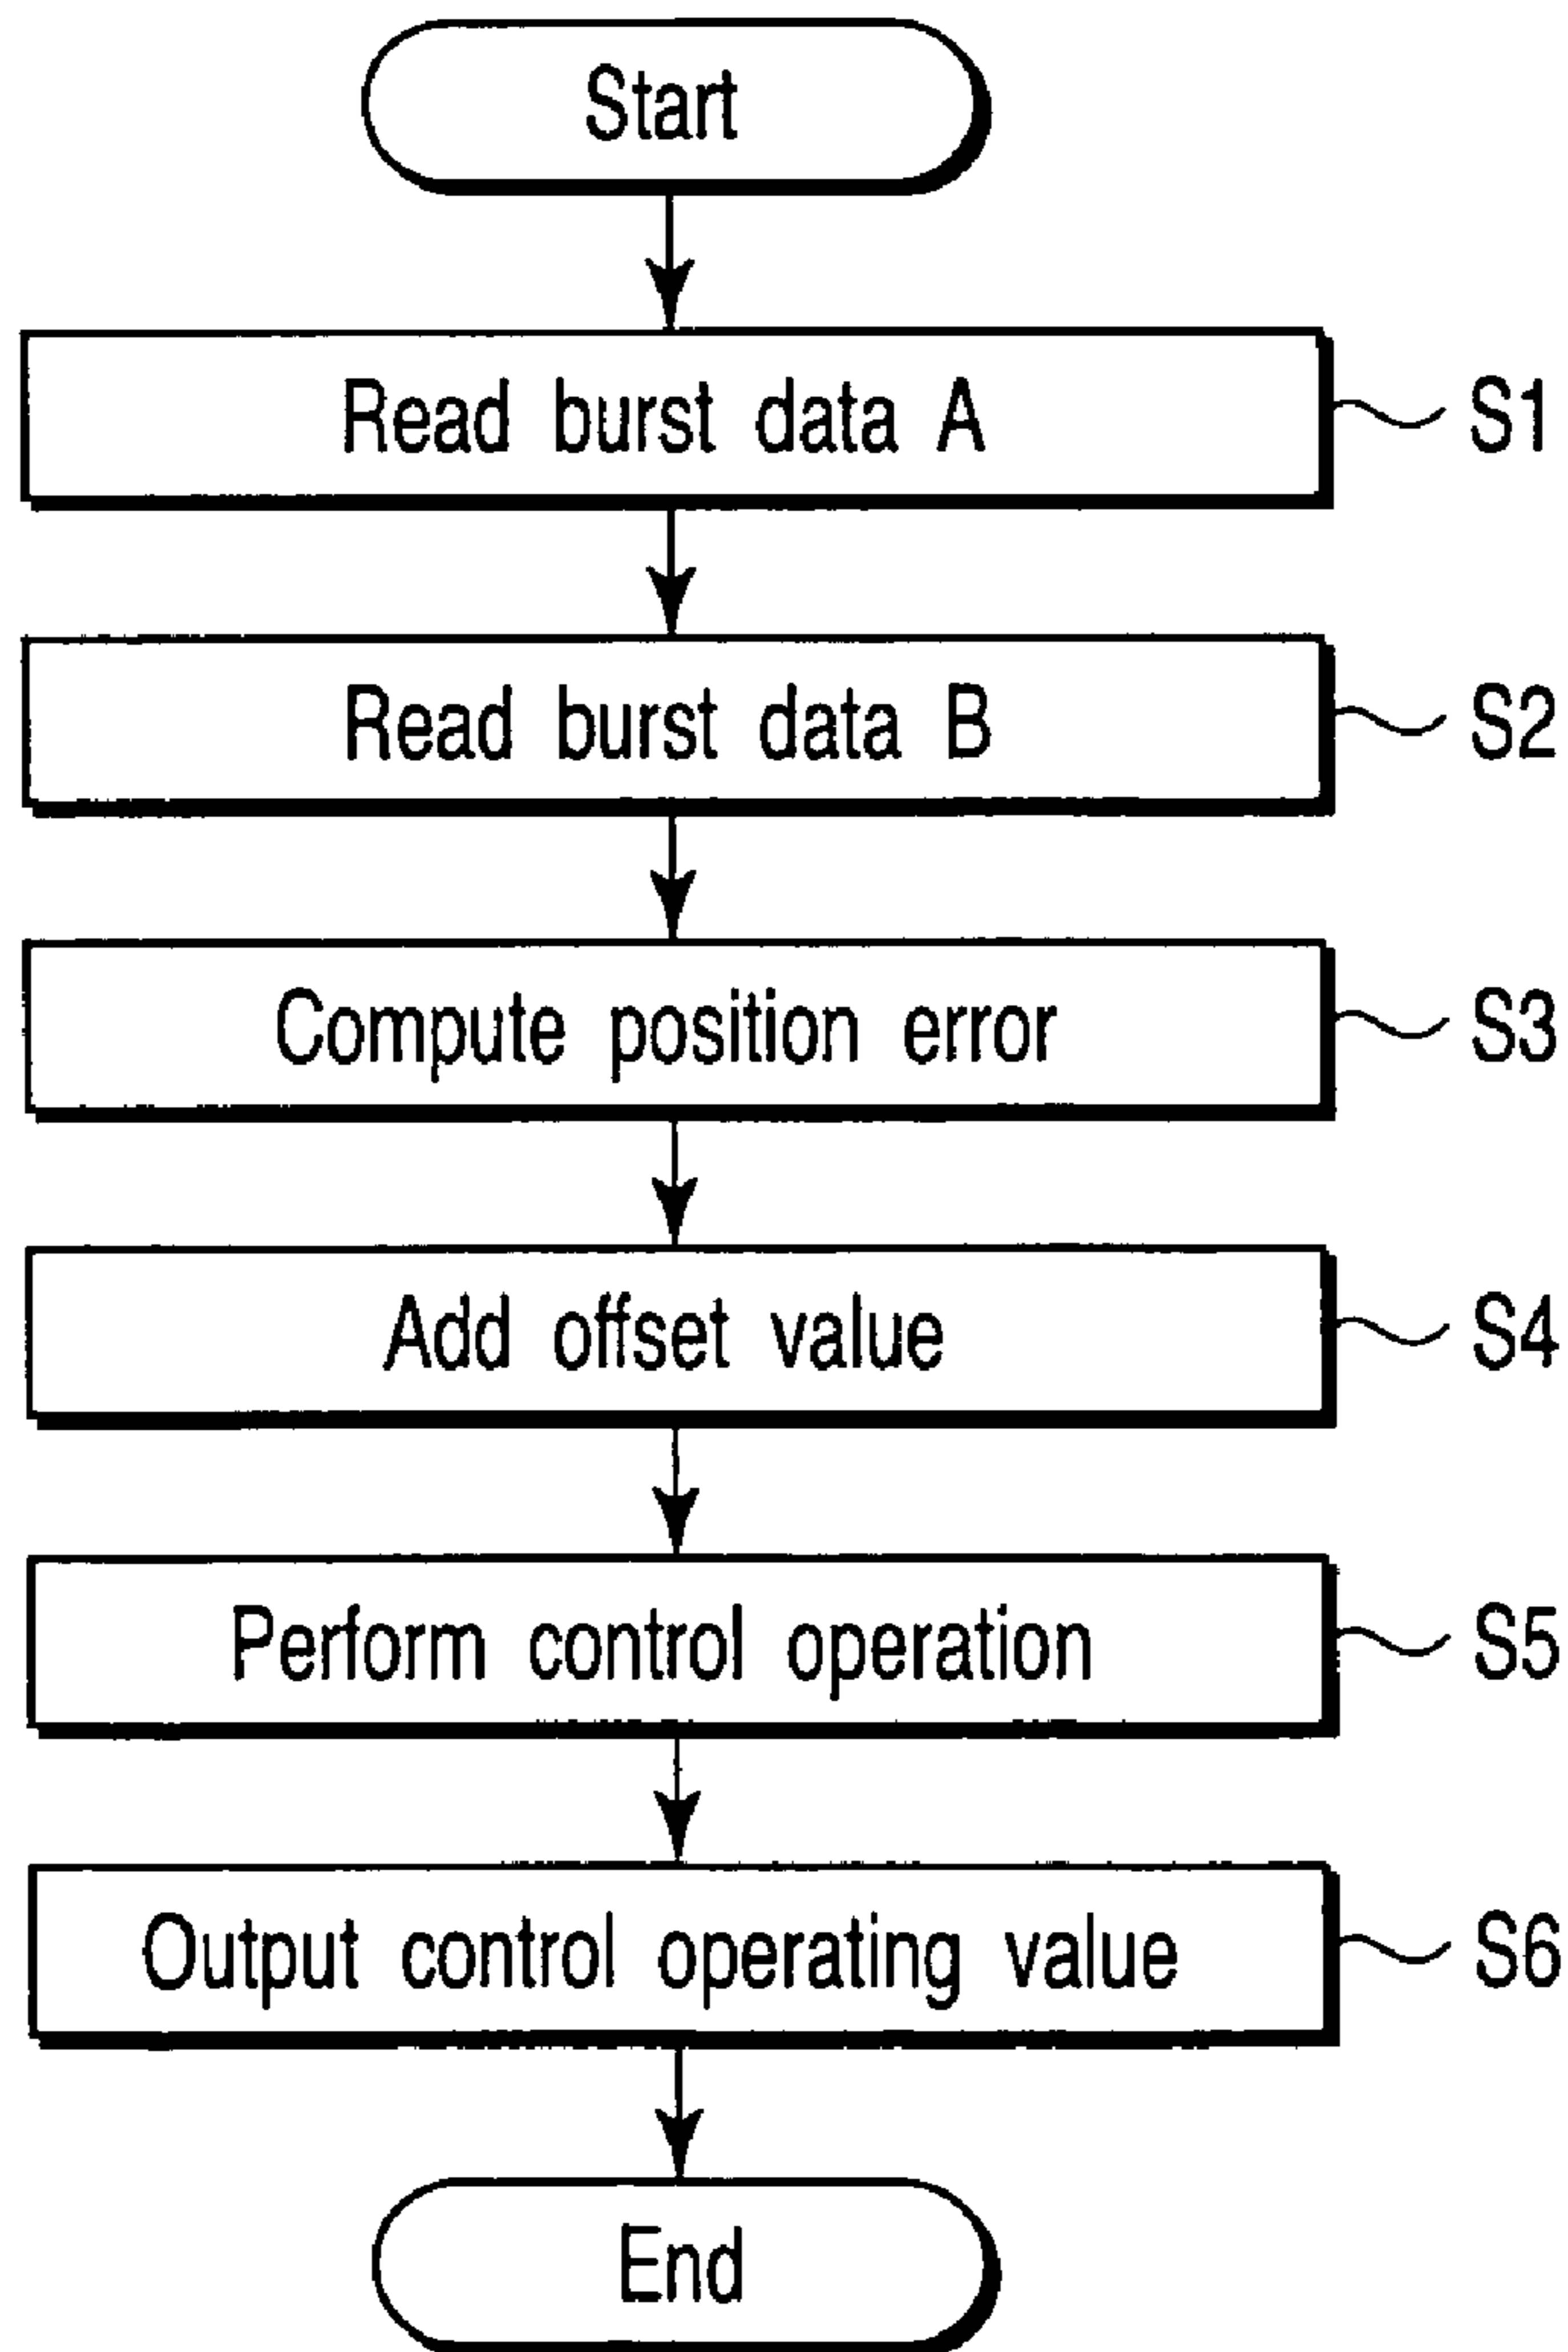 Start
Read burst data A
S1
Read burst data B
S2
Compute position error
S3
Add offset value
S4
Perform control operation
S5
Output control operating value
S6
End